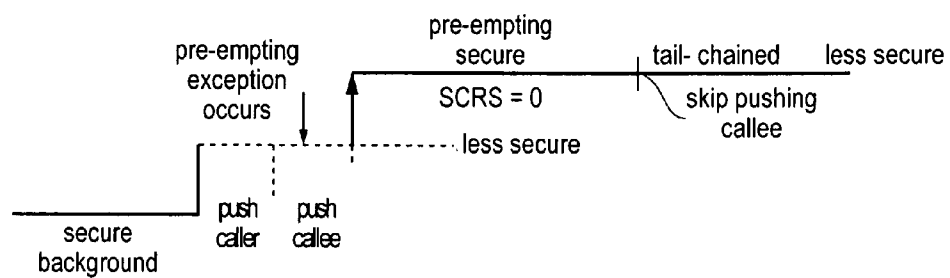 pre-empting
exception
occurs
pre-empting
secure
SCRS = 0
tail- chained
less secure
skip pushing
callee
less secure
push
caller
push
callee
secure
background